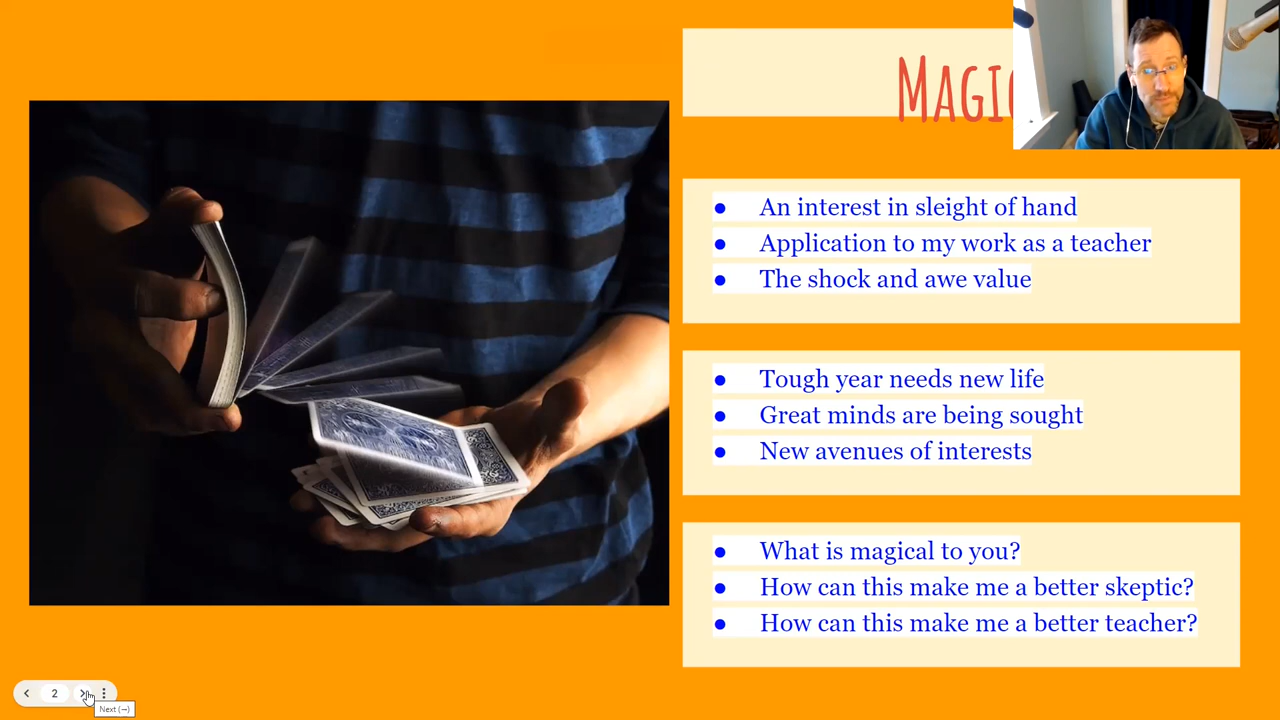 ● An interest in sleight of hand
● Application to my work as a teacher
● The shock and awe value
● Tough year needs new life
● Great minds are being sought
● New avenues of interests
● What is magical to you?
● How can this make me a better skeptic?
● How can this make me a better teacher?
2
Next (→)